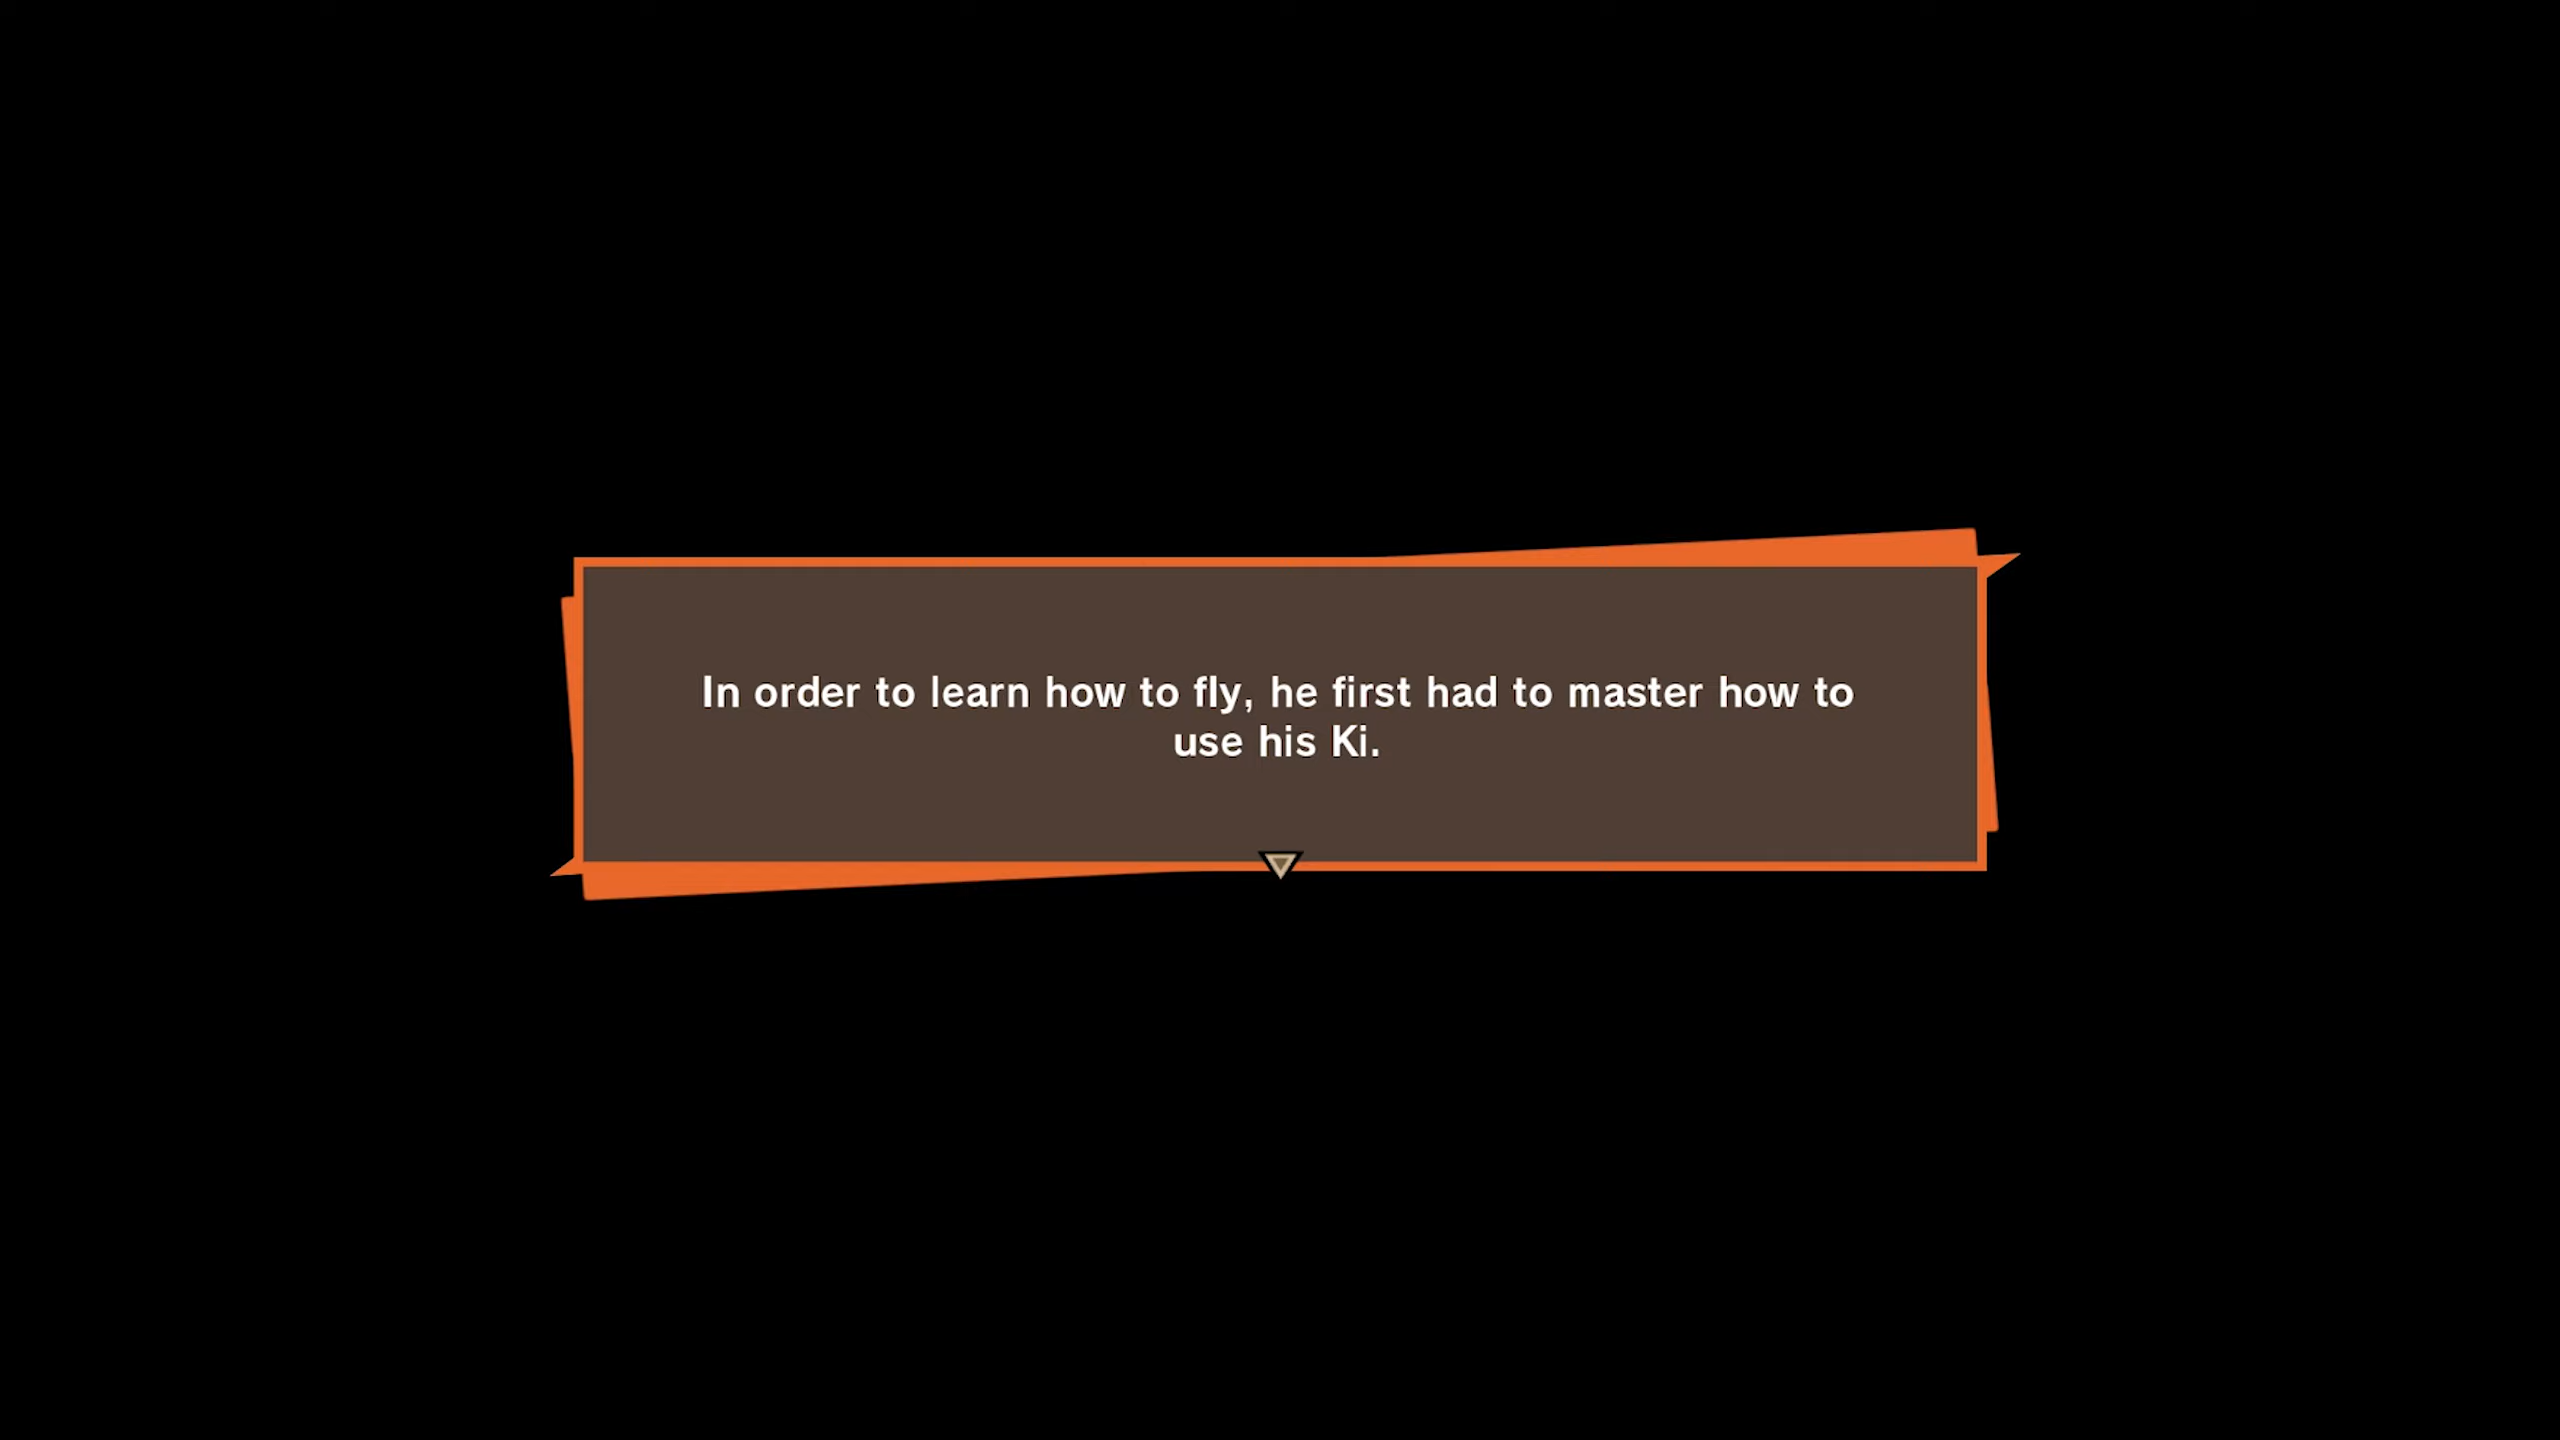 In order to learn how to fly, he first had to master how to
use his Ki.